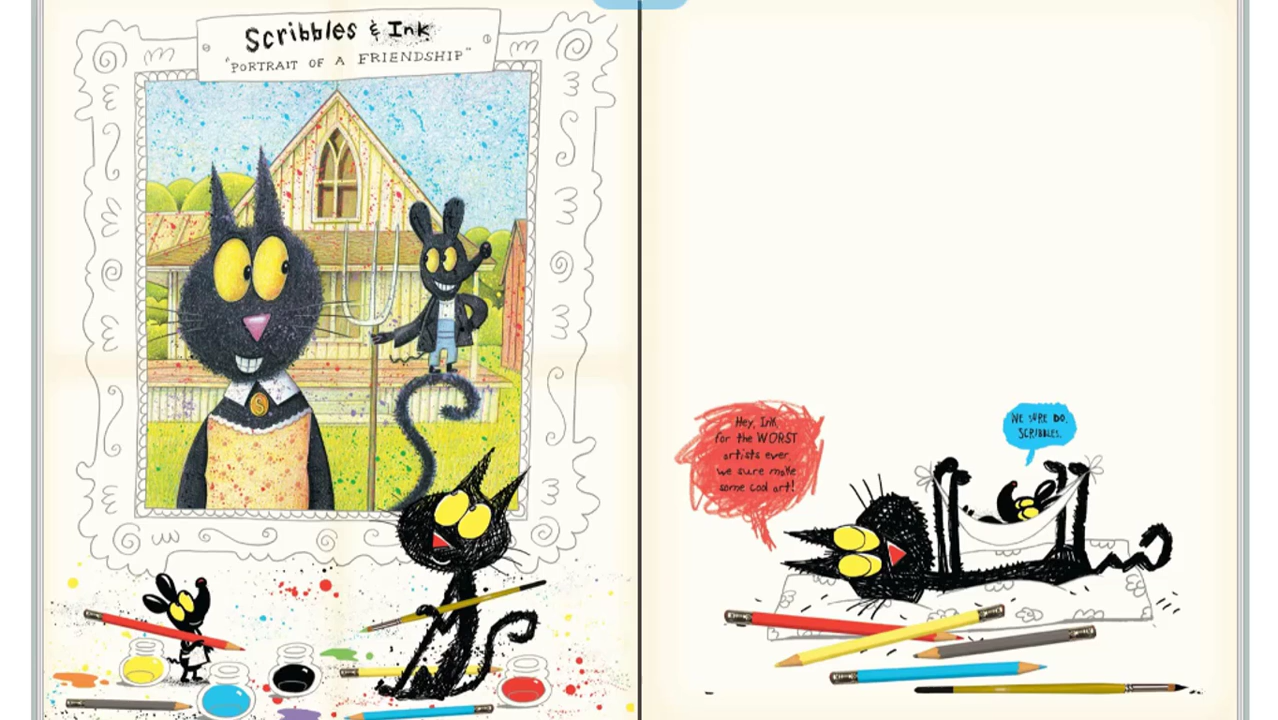 Scribbles & Ink
"PORTRAIT OF A FRIENDSHIP"
S
Hey, Ink,
for the WORST
artists ever,
we sure make
some cool art!
WE SURE DO,
SCRIBBLES.